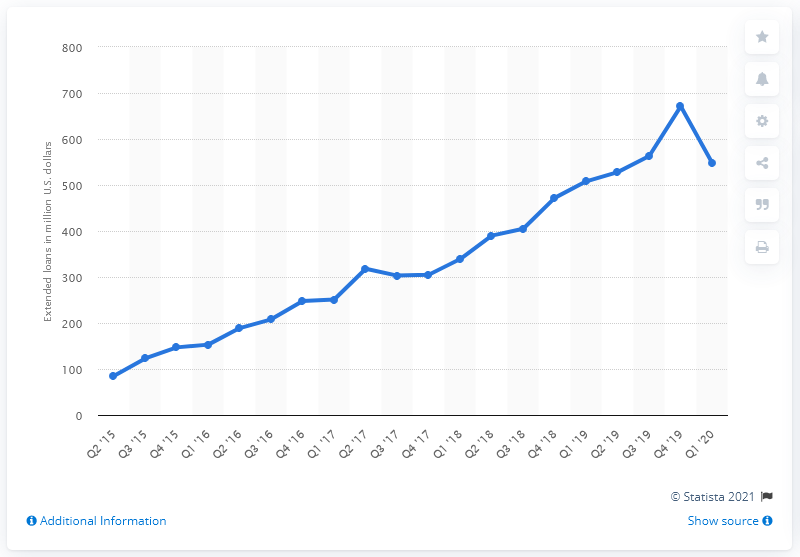 800
700
600
500
400
300
200
100
0
Extended loans in million U.S. dollars
Q2 '15
Q3 '15
Q4 '15
Q1 '16
Q2 '16
Q3 '16
Q4 '16
Q1 '17
Q2 '17
Q3 '17
Q4 '17
Q1 '18
Q2 '18
Q3 '18
Q4 '18
Q1 '19
Q2 '19
Q3 '19
Q4 '19
Q1 '20
© Statista 2021
Additional Information
Show source